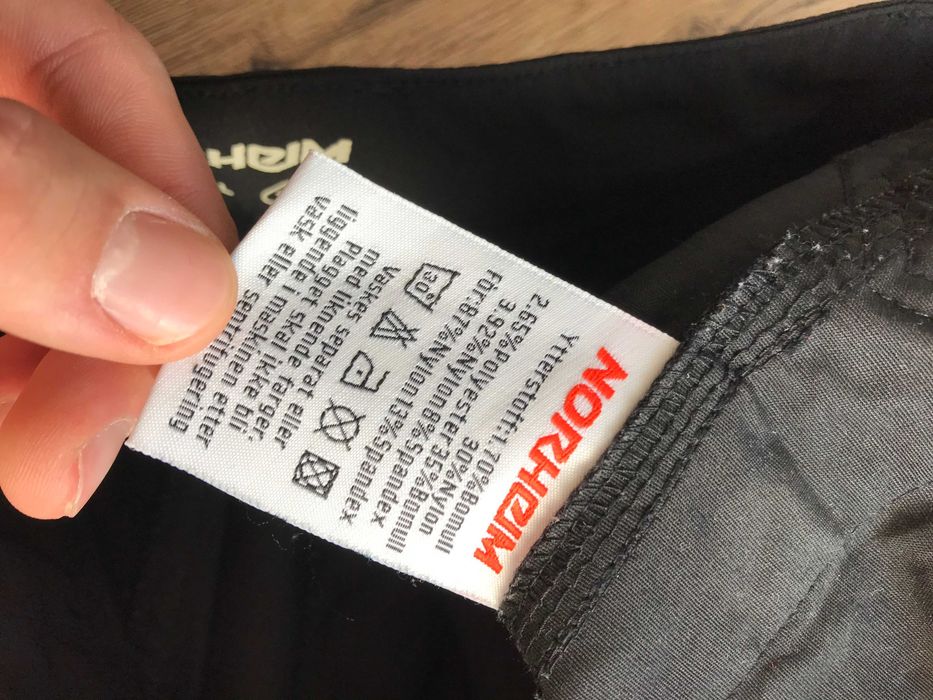 NORHEIM
Ytterstoff:1.70%Bomull
30%Nylon
2.65%polyester35%Bomull
3.92%Nylon8%Spandex
Fôr:87%Nylon13%Spandex
30°
Vaskes separat eller
med liknende farger.
Plagget skal ikke bli
liggende i maskinen etter
vask eller sentrifugering